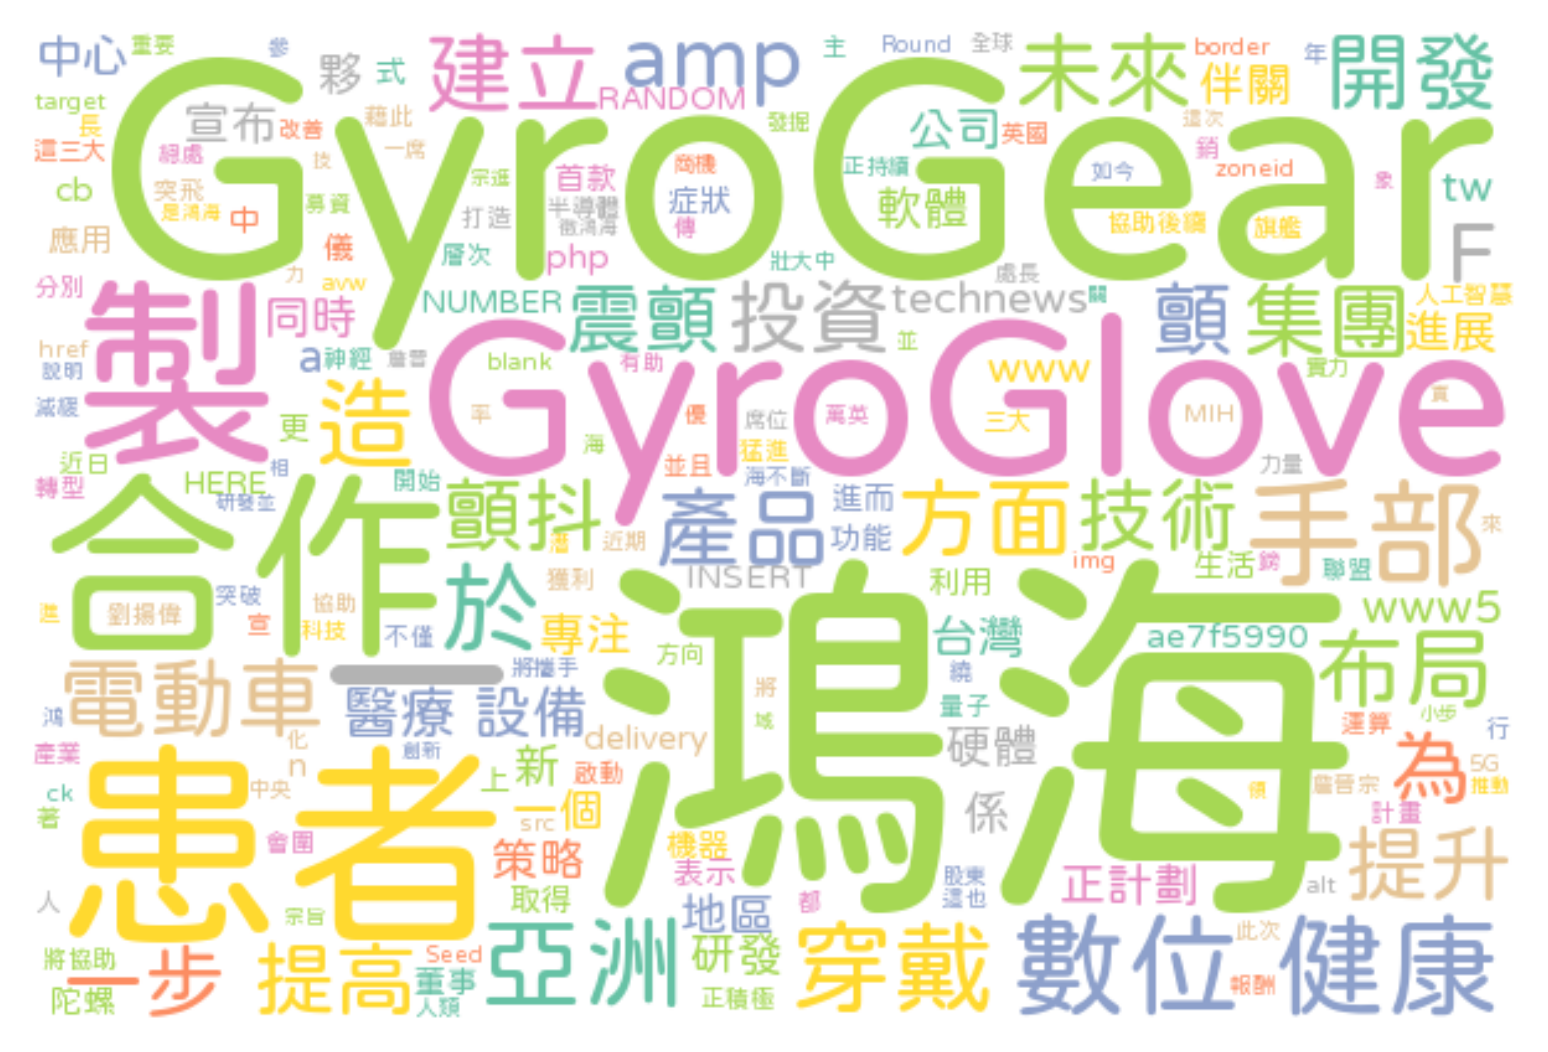 中心
重要
參
夥
式
建立
amp
主
Round
全球
未來
border
伴關
年
開發
target
長
這三大
宣布
改善
藉此
一席
RANDOM
發掘
公司
英國
這次
銷
zoneid
GyroGear
cb
突飛
是鴻海
中
募資
技
打造
宗進
首款
半導體
徵鴻海
商機
症狀
傳
正持續
軟體
如今
協助後續
旗艦
象
tw
應用
儀
層次
php
壯大中
處長
F
分別
力
avw
製
同時
NUMBER
震顫
投資
technews
關
顫
集團
人工智慧
進展
href
說明
a
神經
詹晉
blank
有助
並
www
實力
減緩
GyroGlove
造
更
率
海
優
席位
萬英
三大
MIH
實
猛進
並且
海不斷
力量
近日
轉型
HERE
相
研發並
開始
合作
顫抖
近期
產品
進而
功能
方面
技術
手部
來
img
生活
鎊
聯盟
INSERT
利用
進
劉揚偉
突破
宣
協助
科技
不僅
於
獲利
專注
鴻海
台灣
ae7f5990
www5
布局
方向
將攜手
繞
量子
電動車
一
醫療
設備
將
域
鴻
delivery
硬體
小步
運算
行
產業
化
n
創新
新
上
啟動
為
5G
推動
ck
著
中央
患者
src
一個
係
領
詹晉宗
計畫
會圍
策略
機器
表示
提升
人
宗旨
取得
地區
都
股東
這也
正計劃
alt
將協助
一步
陀螺
提高
Seed
董事
人類
亞洲
研發
正積極
穿戴
數位
此次
報酬
健康